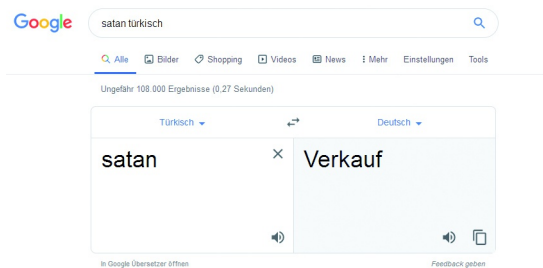 Google
satan türkisch
Alle Bilder Shopping Videos News Mehr Einstellungen Tools
Ungefähr 108.000 Ergebnisse (0,27 Sekunden)
Türkisch Deutsch
satan Verkauf
In Google Übersetzer öffnen Feedback geben